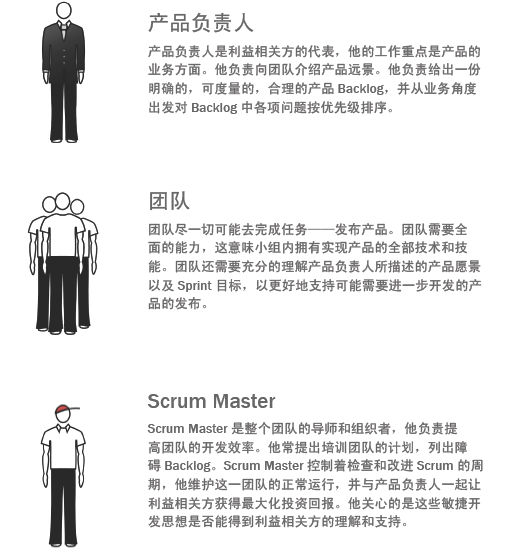 产品负责人
产品负责人是利益相关方的代表，他的工作重点是产品的
业务方面。他负责向团队介绍产品远景。他负责给出一份
明确的，可度量的，合理的产品 Backlog，并从业务角度
出发对 Backlog 中各项问题按优先级排序。
团队
团队尽一切可能去完成任务——发布产品。团队需要全
面的能力，这意味小组内拥有实现产品的全部技术和技
能。团队还需要充分的理解产品负责人所描述的产品愿景
以及 Sprint 目标，以更好地支持可能需要进一步开发的产
品的发布。
Scrum Master
Scrum Master 是整个团队的导师和组织者，他负责提
高团队的开发效率。他常提出培训团队的计划，列出障
碍 Backlog。Scrum Master 控制着检查和改进 Scrum 的周
期，他维护这一团队的正常运行，并与产品负责人一起让
利益相关方获得最大化投资回报。他关心的是这些敏捷开
发思想是否能得到利益相关方的理解和支持。